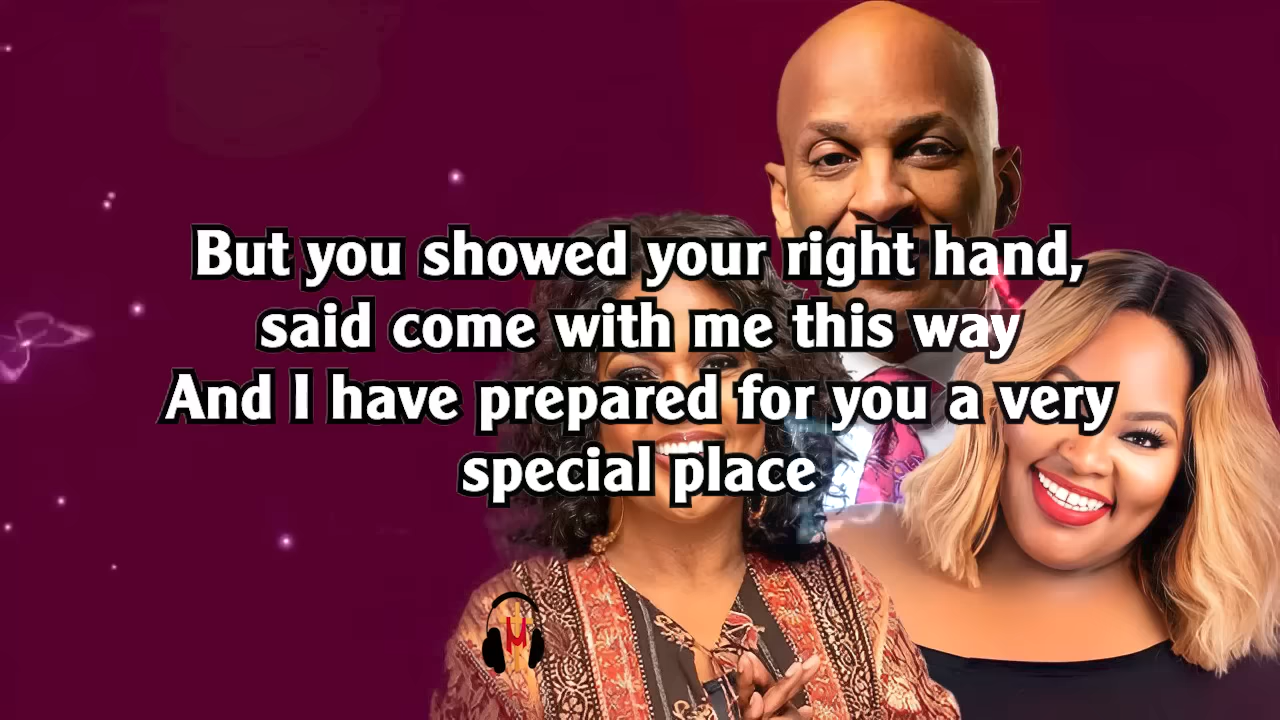 But you showed your right hand,
said come with me this way
And I have prepared for you a very
special place
M